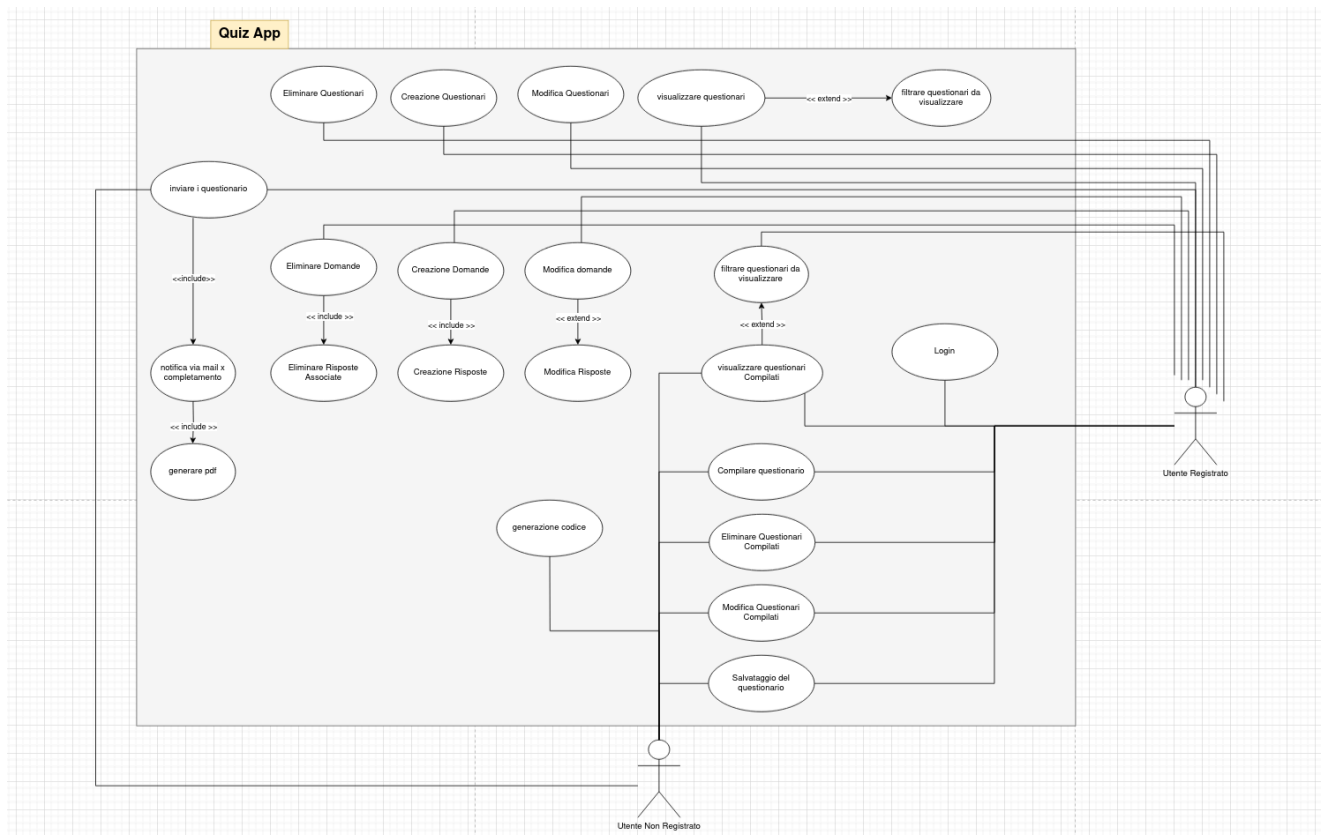 Quiz App
Eliminare Questionari
Creazione Questionari
Modifica Questionari
visualizzare questionari
<< extend >>
filtrare questionari da
visualizzare
inviare i questionario
<<include>>
Eliminare Domande
Creazione Domande
Modifica domande
filtrare questionari da
visualizzare
<< include >>
<< include >>
<< extend >>
<< extend >>
Login
notifica via mail x
completamento
Eliminare Risposte
Associate
Creazione Risposte
Modifica Risposte
visualizzare questionari
Compilati
<< include >>
generare pdf
Compilare questionario
Utente Registrato
generazione codice
Eliminare Questionari
Compilati
Modifica Questionari
Compilati
Salvataggio del
questionario
Utente Non Registrato